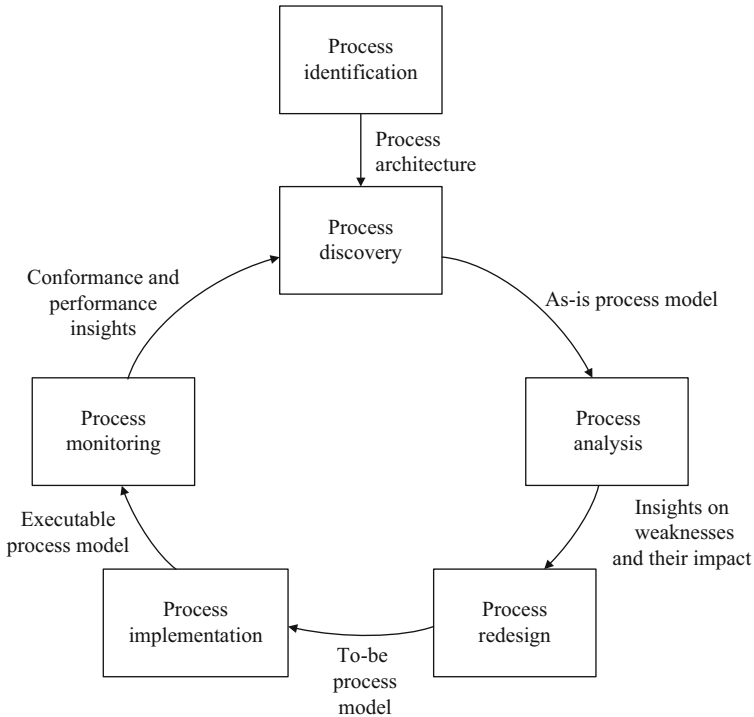 Process
identification
Process
architecture
Process
discovery
Conformance and
performance
insights
As-is process model
Process
monitoring
Process
analysis
Executable
process model
Insights on
weaknesses
and their impact
Process
implementation
Process
redesign
To-be
process
model